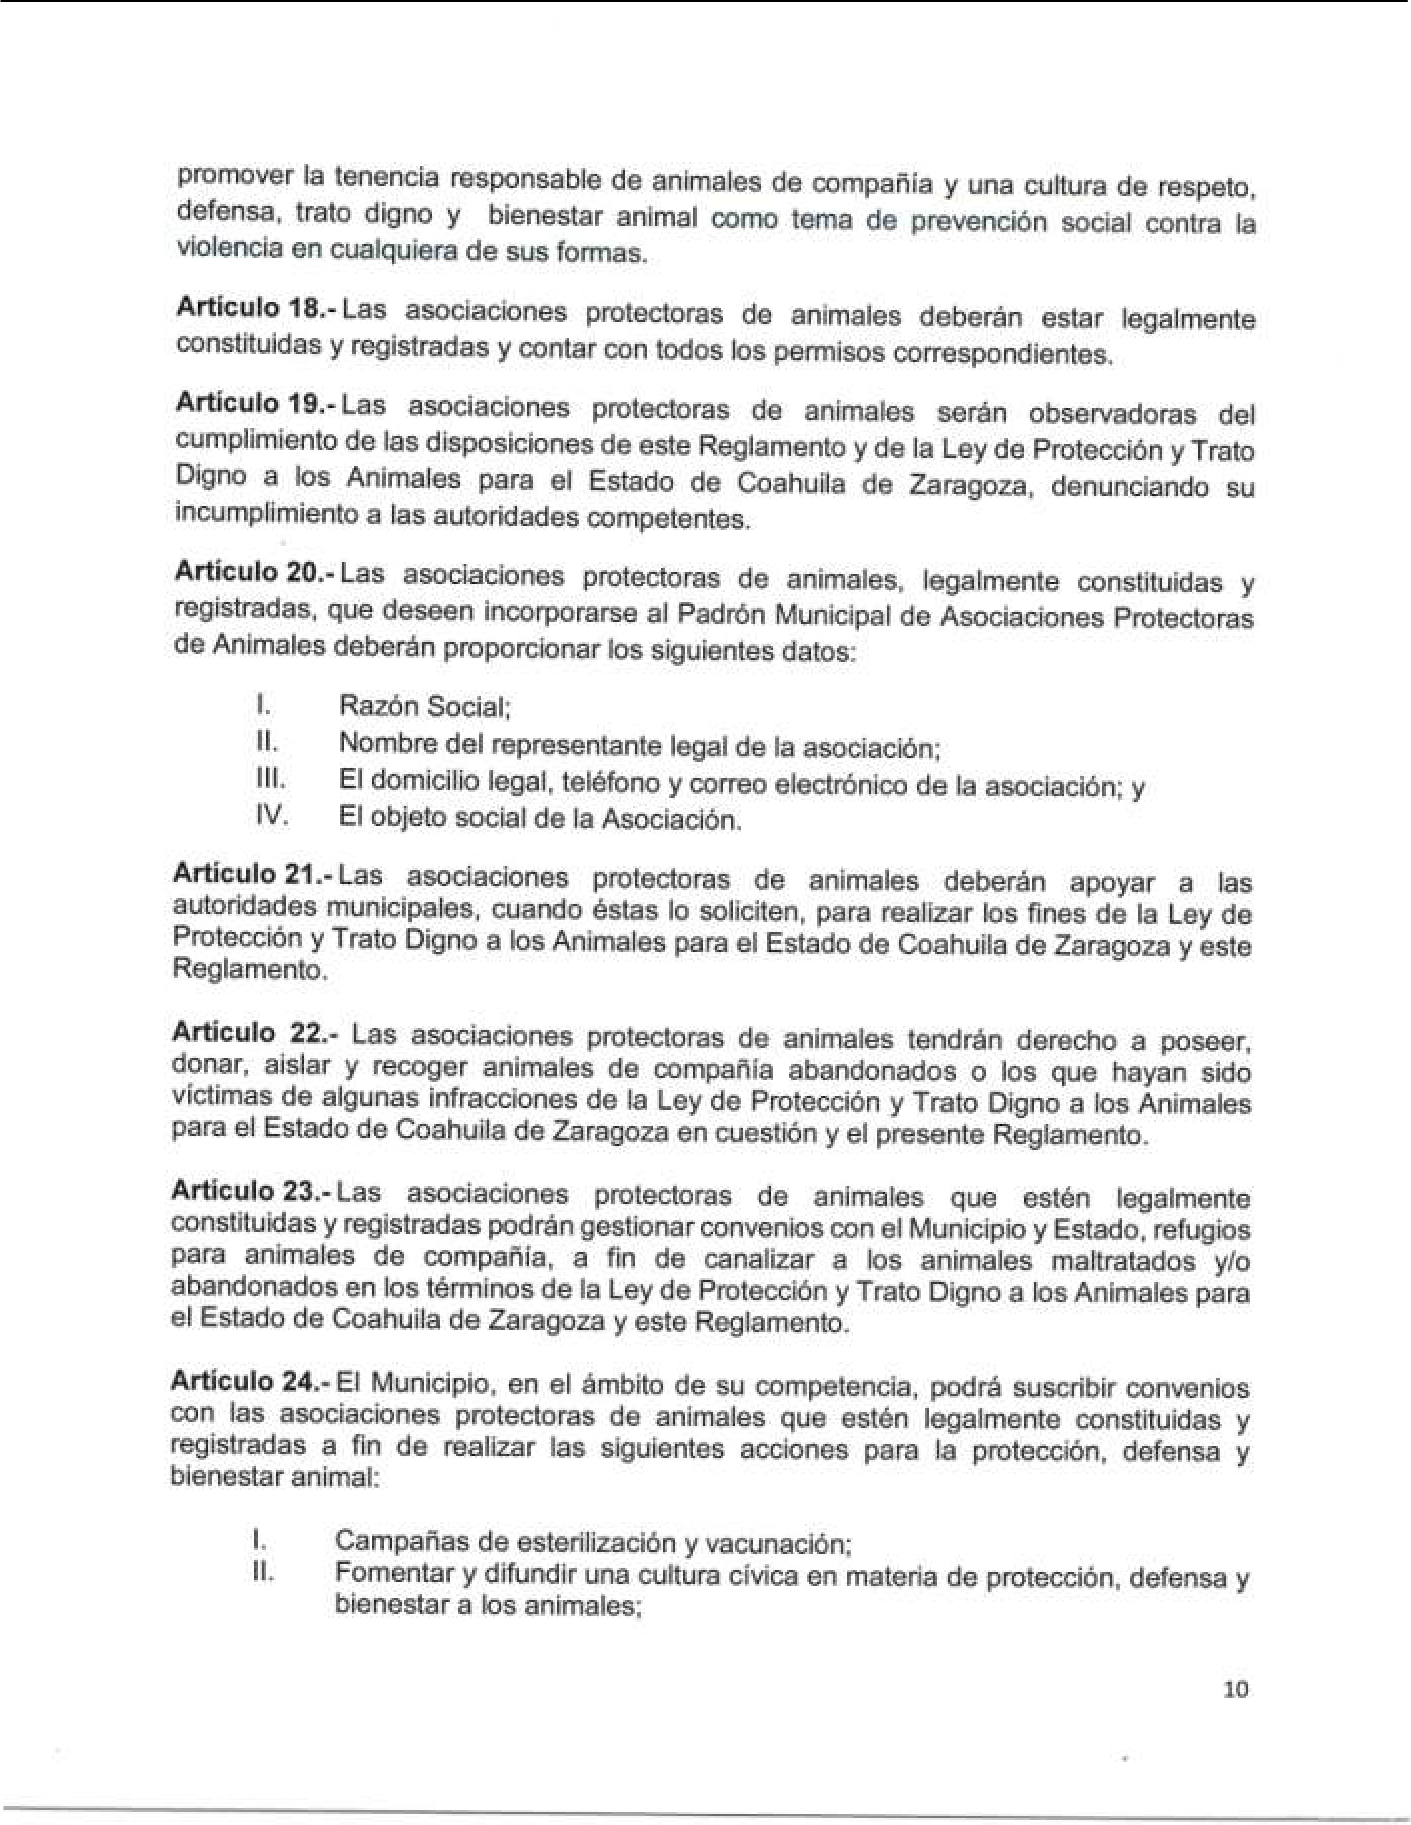 promover la tenencia responsable de animales de compañía y una cultura de respeto,
defensa, trato digno y bienestar animal como tema de prevención social contra la
violencia en cualquiera de sus formas.
Artículo 18.- Las asociaciones protectoras de animales deberán estar legalmente
constituidas y registradas y contar con todos los permisos correspondientes.
Artículo 19.- Las asociaciones protectoras de animales serán observadoras del
cumplimiento de las disposiciones de este Reglamento y de la Ley de Protección y Trato
Digno a los Animales para el Estado de Coahuila de Zaragoza, denunciando su
incumplimiento a las autoridades competentes.
Artículo 20.- Las asociaciones protectoras de animales, legalmente constituidas y
registradas, que deseen incorporarse al Padrón Municipal de Asociaciones Protectoras
de Animales deberán proporcionar los siguientes datos:
I. Razón Social;
II. Nombre del representante legal de la asociación;
III. El domicilio legal, teléfono y correo electrónico de la asociación; y
IV. El objeto social de la Asociación.
Artículo 21.- Las asociaciones protectoras de animales deberán apoyar a las
autoridades municipales, cuando éstas lo soliciten, para realizar los fines de la Ley de
Protección y Trato Digno a los Animales para el Estado de Coahuila de Zaragoza y este
Reglamento.
Artículo 22.- Las asociaciones protectoras de animales tendrán derecho a poseer,
donar, aislar y recoger animales de compañía abandonados o los que hayan sido
víctimas de algunas infracciones de la Ley de Protección y Trato Digno a los Animales
para el Estado de Coahuila de Zaragoza en cuestión y el presente Reglamento.
Artículo 23.- Las asociaciones protectoras de animales que estén legalmente
constituidas y registradas podrán gestionar convenios con el Municipio y Estado, refugios
para animales de compañía, a fin de canalizar a los animales maltratados y/o
abandonados en los términos de la Ley de Protección y Trato Digno a los Animales para
el Estado de Coahuila de Zaragoza y este Reglamento.
Artículo 24.- El Municipio, en el ámbito de su competencia, podrá suscribir convenios
con las asociaciones protectoras de animales que estén legalmente constituidas y
registradas a fin de realizar las siguientes acciones para la protección, defensa y
bienestar animal:
I. Campañas de esterilización y vacunación;
II. Fomentar y difundir una cultura cívica en materia de protección, defensa y
bienestar a los animales;
10